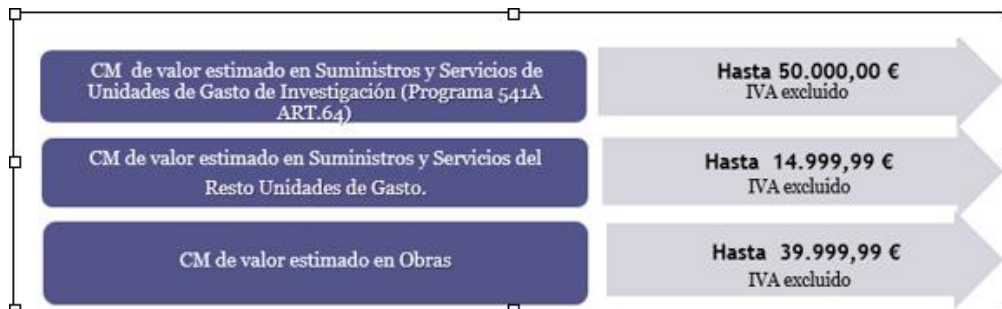 CM de valor estimado en Suministros y Servicios de
Unidades de Gasto de Investigación (Programa 541A
ART.64)
Hasta 50.000,00 €
IVA excluido
CM de valor estimado en Suministros y Servicios del
Resto Unidades de Gasto.
Hasta 14.999,99 €
IVA excluido
CM de valor estimado en Obras
Hasta 39.999,99 €
IVA excluido